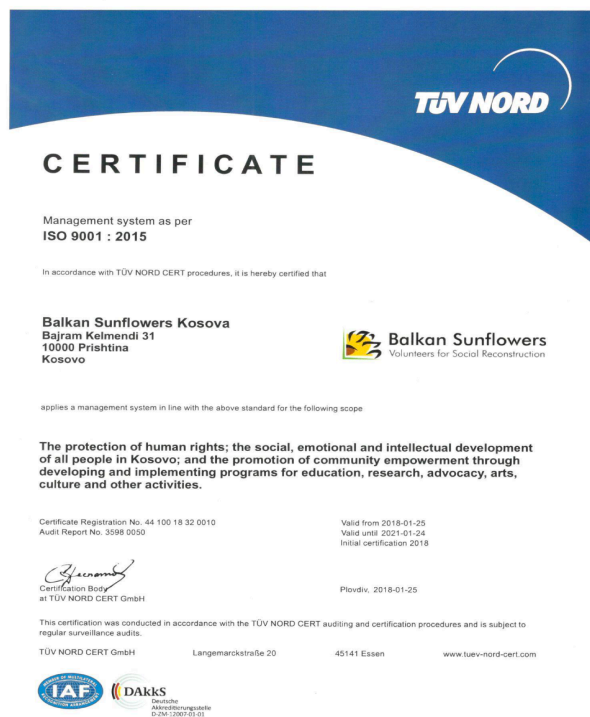 TÜV NORD
CERTIFICATE
Management system as per
ISO 9001 : 2015
In accordance with TÜV NORD CERT procedures, it is hereby certified that
Balkan Sunflowers Kosova
Bajram Kelmendi 31
10000 Prishtina
Kosovo
Balkan Sunflowers
Volunteers for Social Reconstruction
applies a management system in line with the above standard for the following scope
The protection of human rights; the social, emotional and intellectual development
of all people in Kosovo; and the promotion of community empowerment through
developing and implementing programs for education, research, advocacy, arts,
culture and other activities.
Certificate Registration No. 44 100 18 32 0010
Audit Report No. 3598 0050
Valid from 2018-01-25
Valid until 2021-01-24
Initial certification 2018
Certification Body
at TÜV NORD CERT GmbH
Plovdiv, 2018-01-25
This certification was conducted in accordance with the TÜV NORD CERT auditing and certification procedures and is subject to
regular surveillance audits.
TÜV NORD CERT GmbH
Langemarckstraße 20
45141 Essen
www.tuev-nord-cert.com
MEMBER OF MULTILATERAL
IAF
RECOGNITION ARRANGEMENT
DAkkS
Deutsche
Akkreditierungsstelle
D-ZM-12007-01-01